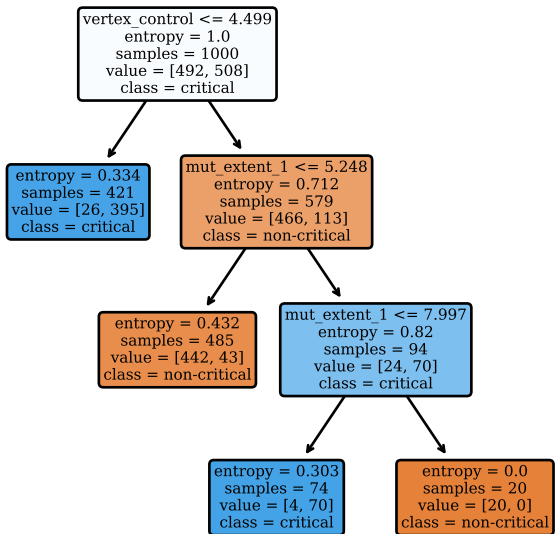 vertex_control <= 4.499
entropy = 1.0
samples = 1000
value = [492, 508]
class = critical
entropy = 0.334
samples = 421
value = [26, 395]
class = critical
mut_extent_1 <= 5.248
entropy = 0.712
samples = 579
value = [466, 113]
class = non-critical
entropy = 0.432
samples = 485
value = [442, 43]
class = non-critical
mut_extent_1 <= 7.997
entropy = 0.82
samples = 94
value = [24, 70]
class = critical
entropy = 0.303
samples = 74
value = [4, 70]
class = critical
entropy = 0.0
samples = 20
value = [20, 0]
class = non-critical